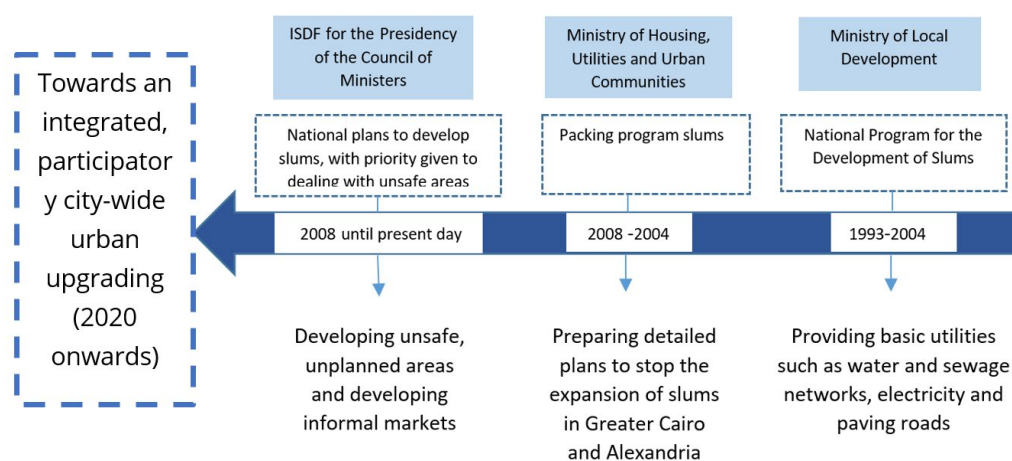 Towards an
integrated,
participator
y city-wide
urban
upgrading
(2020
onwards)
ISDF for the Presidency
of the Council of
Ministers
National plans to develop
slums, with priority given to
dealing with unsafe areas
2008 until present day
Developing unsafe,
unplanned areas
and developing
informal markets
Ministry of Housing,
Utilities and Urban
Communities
Packing program slums
2008 -2004
Preparing detailed
plans to stop the
expansion of slums
in Greater Cairo
and Alexandria
Ministry of Local
Development
National Program for the
Development of Slums
1993-2004
Providing basic utilities
such as water and sewage
networks, electricity and
paving roads